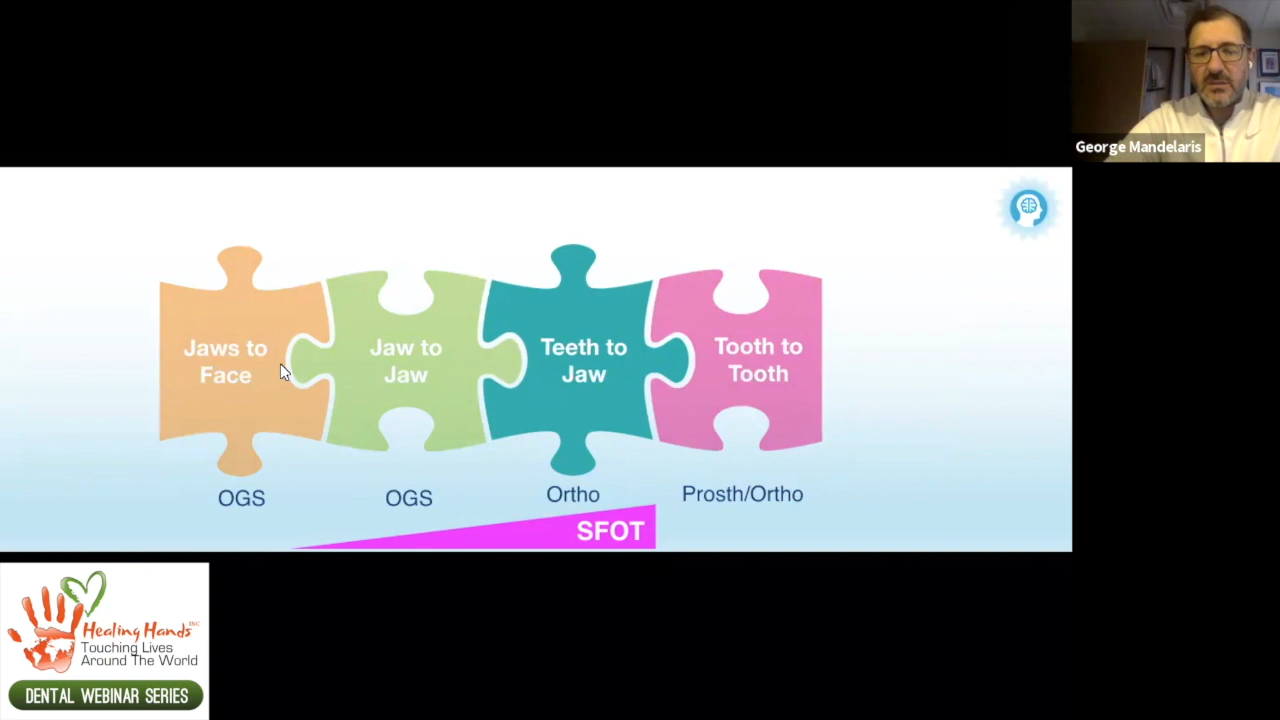 George Mandelaris
Jaws to
Face
Jaw to
Jaw
Teeth to
Jaw
Tooth to
Tooth
OGS
OGS
Ortho
Prosth/Ortho
SFOT
Healing Hands INC
Touching Lives
Around The World
DENTAL WEBINAR SERIES